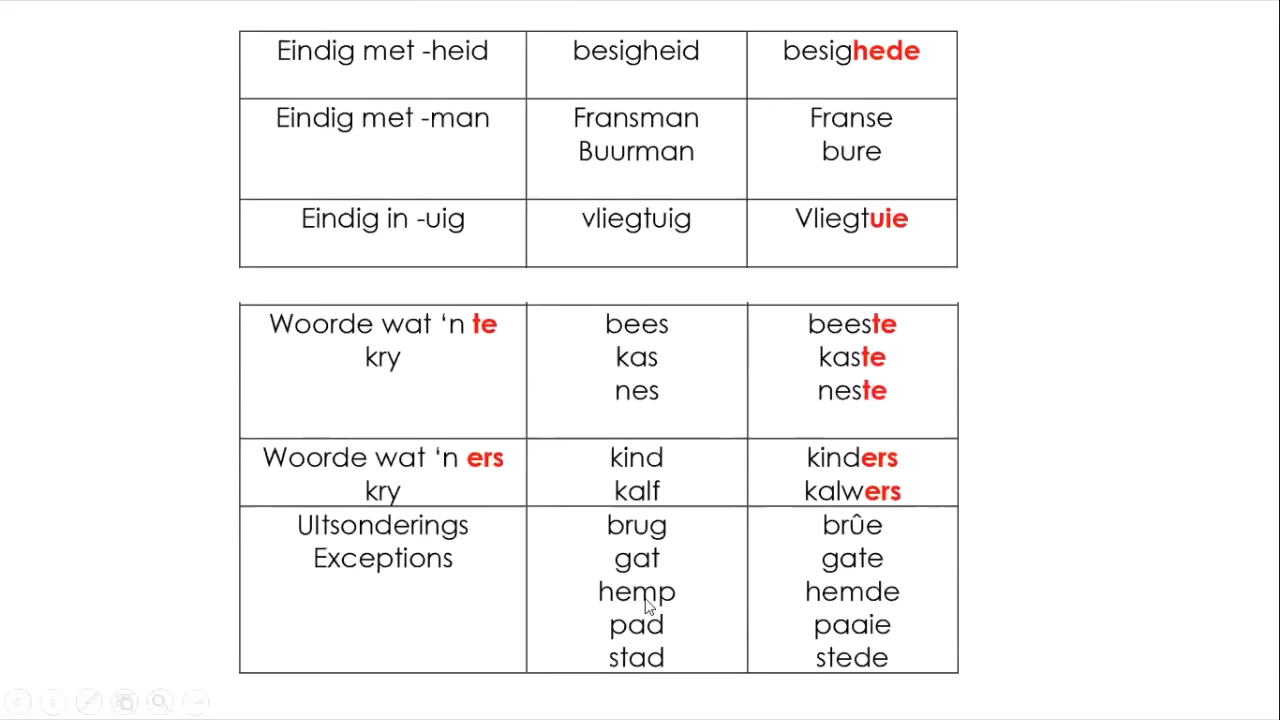 Eindig met -heid besigheid besighede
Eindig met -man Fransman Franse
Buurman bure
Eindig in -uig vliegtuig Vliegtuie
Woorde wat ‘n te bees beeste
kry kas kaste
nes neste
Woorde wat ‘n ers kind kinders
kry kalf kalwers
UItsonderings brug brûe
Exceptions gat gate
hemp hemde
pad paaie
stad stede